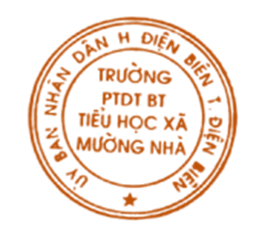 ỦY BAN NHÂN DÂN H ĐIỆN BIÊN T. ĐIỆN BIÊN
TRƯỜNG
PTDT BT
TIỂU HỌC XÃ
MƯỜNG NHÀ